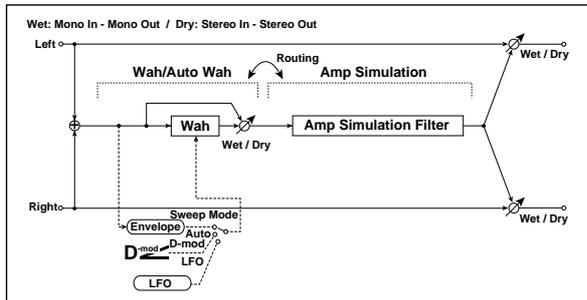 Wet: Mono In - Mono Out / Dry: Stereo In - Stereo Out
Left
Wet / Dry
Routing
Wah/Auto Wah
Amp Simulation
Wah
Amp Simulation Filter
Wet / Dry
Right
Wet / Dry
Sweep Mode
Envelope
Auto
D-mod
D-mod
LFO
LFO